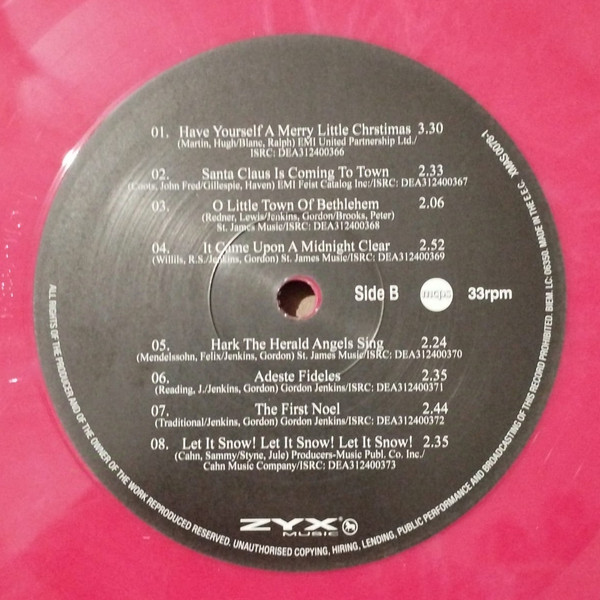 01. Have Yourself A Merry Little Chrstimas 3.30
(Martin, Hugh/Blanc, Ralph) EMI United Partnership Ltd./
ISRC: DEA312400366
02. Santa Claus Is Coming To Town 2.33
(Coots, John Fred/Gillespie, Haven) EMI Feist Catalog Inc/ISRC: DEA312400367
03. O Little Town Of Bethlehem 2.06
(Redner, Lewis/Jenkins, Gordon/Brooks, Peter)
St. James Music/ISRC: DEA312400368
04. It Came Upon A Midnight Clear 2.52
(Willils, R.S./Jenkins, Gordon) St. James Music/ISRC: DEA312400369
Side B mcps 33rpm
05. Hark The Herald Angels Sing 2.24
(Mendelssohn, Felix/Jenkins, Gordon) St. James Music/ISRC: DEA312400370
06. Adeste Fideles 2.35
(Reading, J./Jenkins, Gordon) Gordon Jenkins/ISRC: DEA312400371
07. The First Noel 2.44
(Traditional/Jenkins, Gordon) Gordon Jenkins/ISRC: DEA312400372
08. Let It Snow! Let It Snow! Let It Snow! 2.35
(Cahn, Sammy/Styne, Jule) Producers-Music Publ. Co. Inc./
Cahn Music Company/ISRC: DEA312400373
ZYX®
MUSIC
ALL RIGHTS OF THE PRODUCER AND OF THE OWNER OF THE WORK REPRODUCED RESERVED. UNAUTHORISED COPYING, HIRING, LENDING, PUBLIC PERFORMANCE AND BROADCASTING OF THIS RECORD PROHIBITED. BIEM. LC: 06350. MADE IN THE E.E.C. XMAS 0078-1